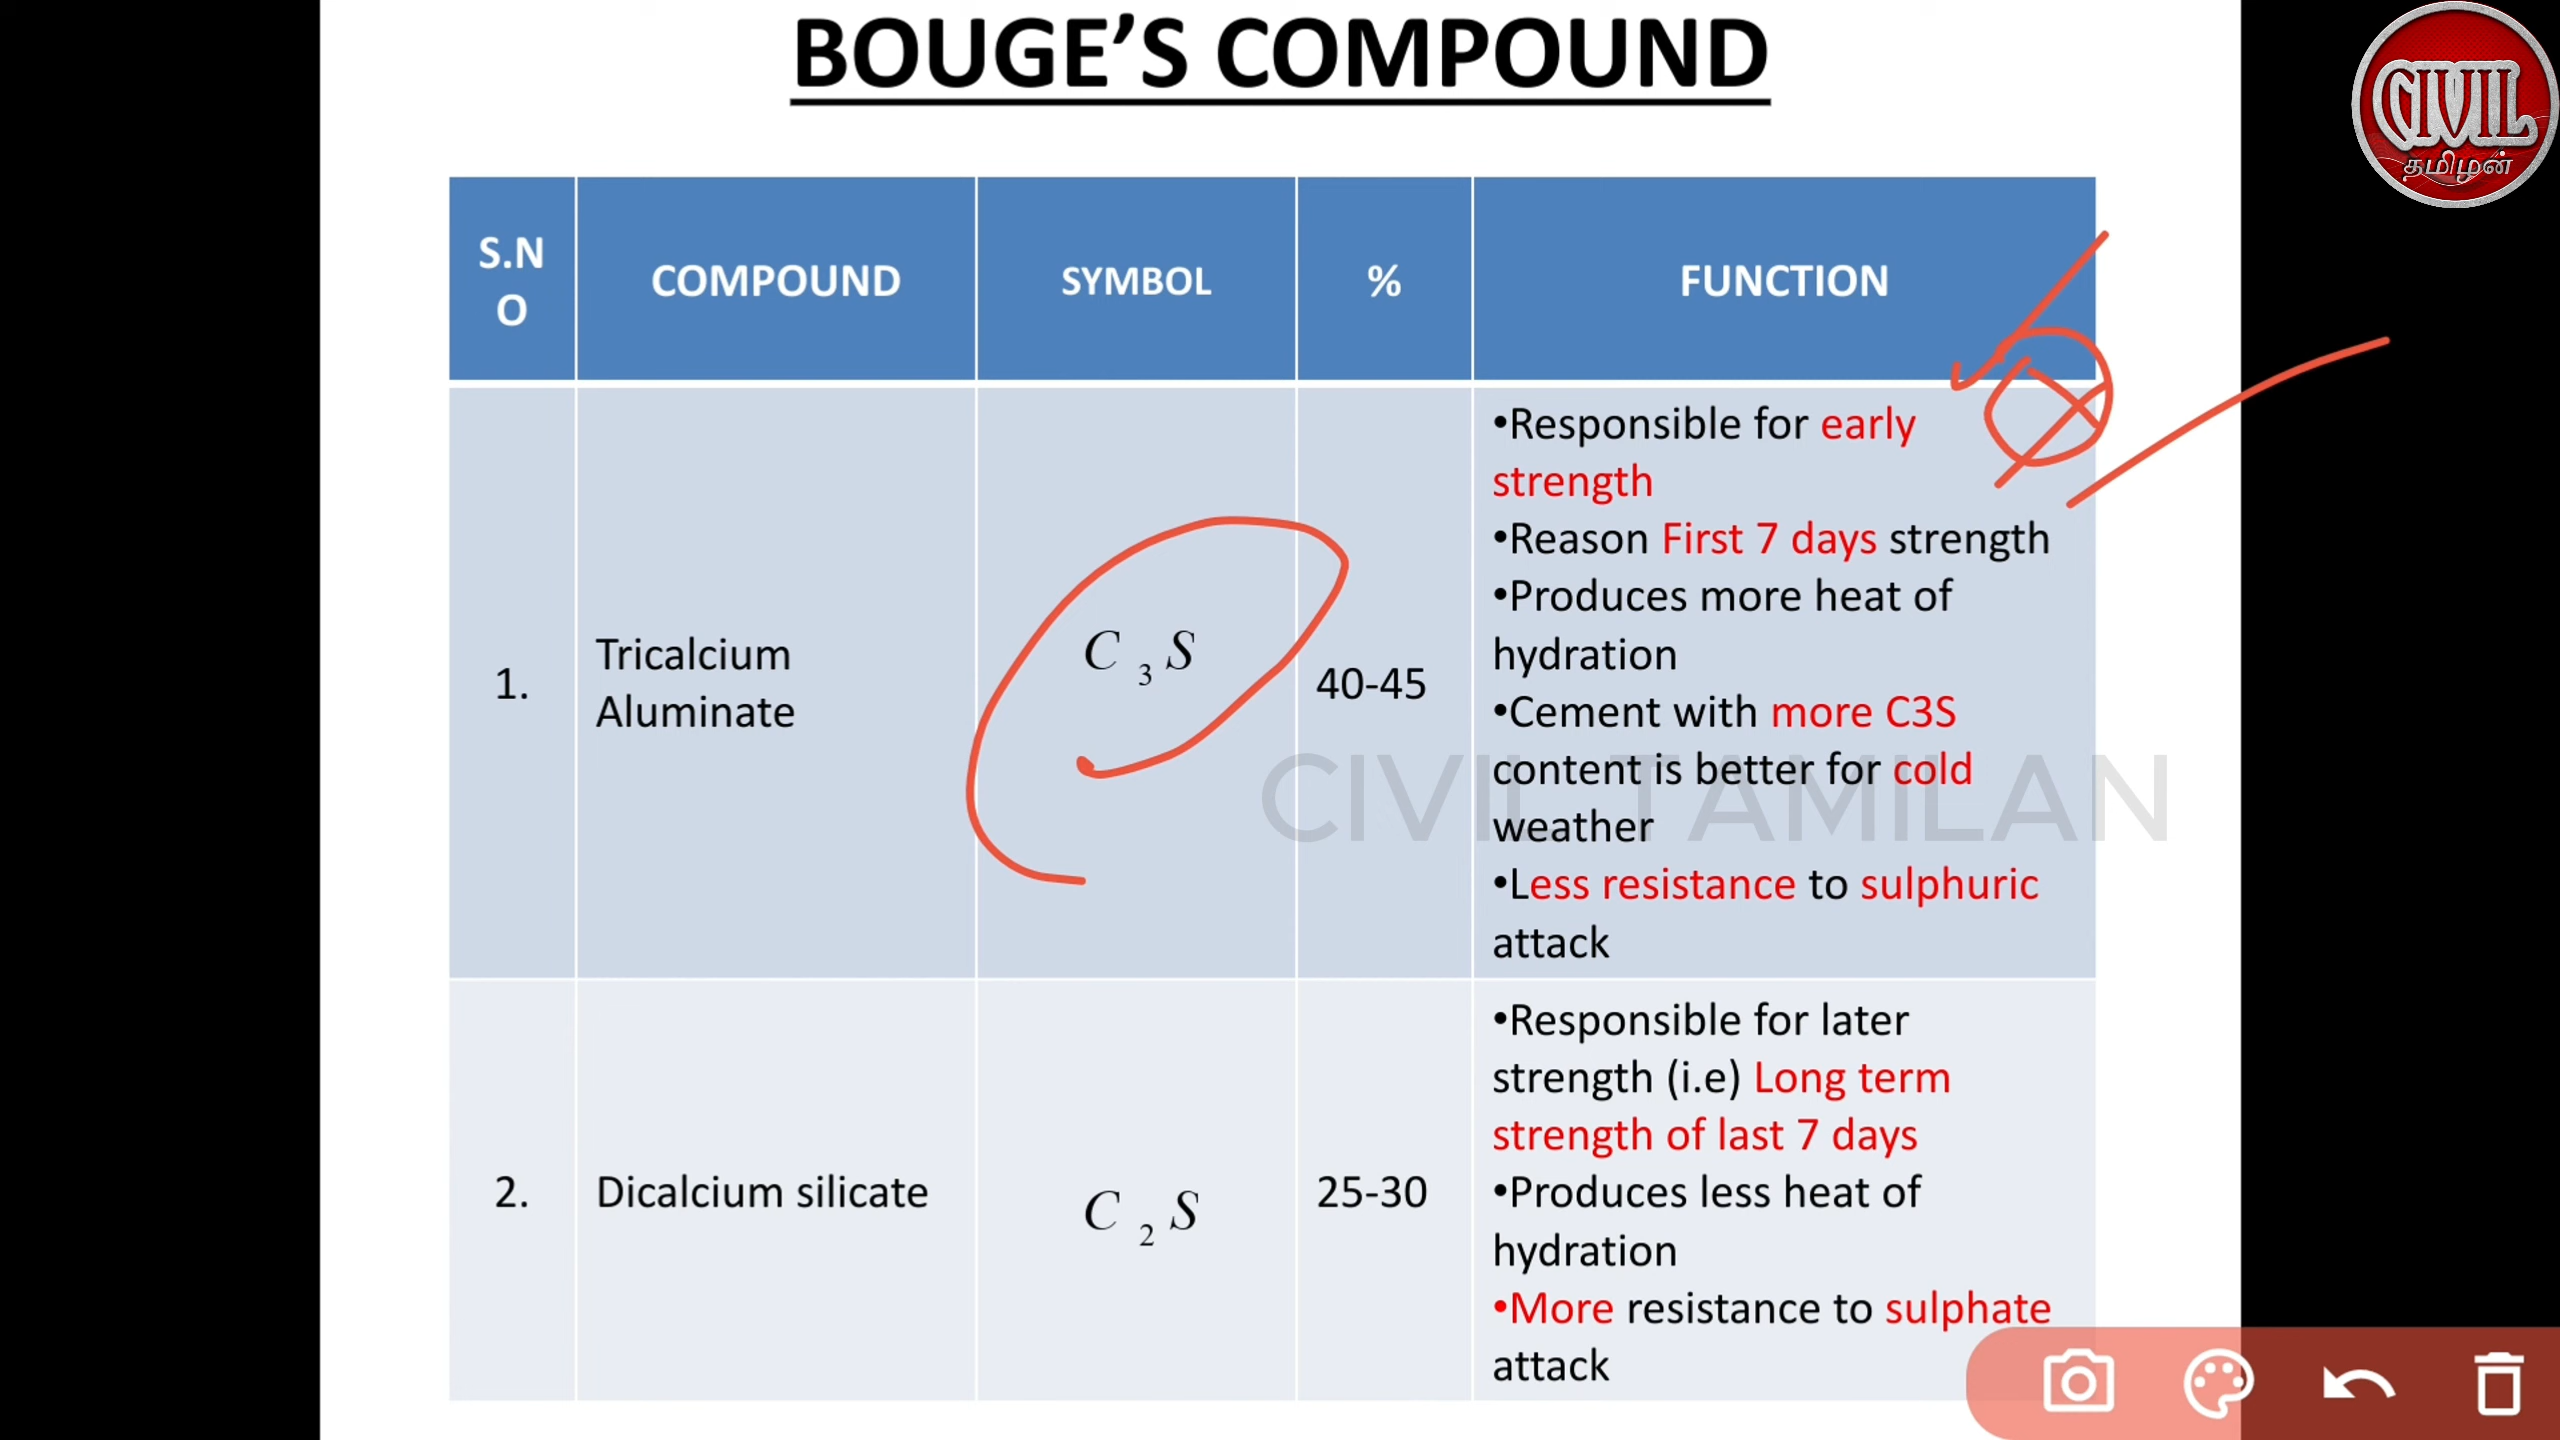 BOUGE'S COMPOUND
CIVIL
தமிழன்
S.N
O
COMPOUND
SYMBOL
%
FUNCTION
1.
Tricalcium
Aluminate
C 3 S
40-45
•Responsible for early
strength
•Reason First 7 days strength
•Produces more heat of
hydration
•Cement with more C3S
content is better for cold
weather
•Less resistance to sulphuric
attack
CIVIL TAMILAN
2.
Dicalcium silicate
C 2 S
25-30
•Responsible for later
strength (i.e) Long term
strength of last 7 days
•Produces less heat of
hydration
•More resistance to sulphate
attack